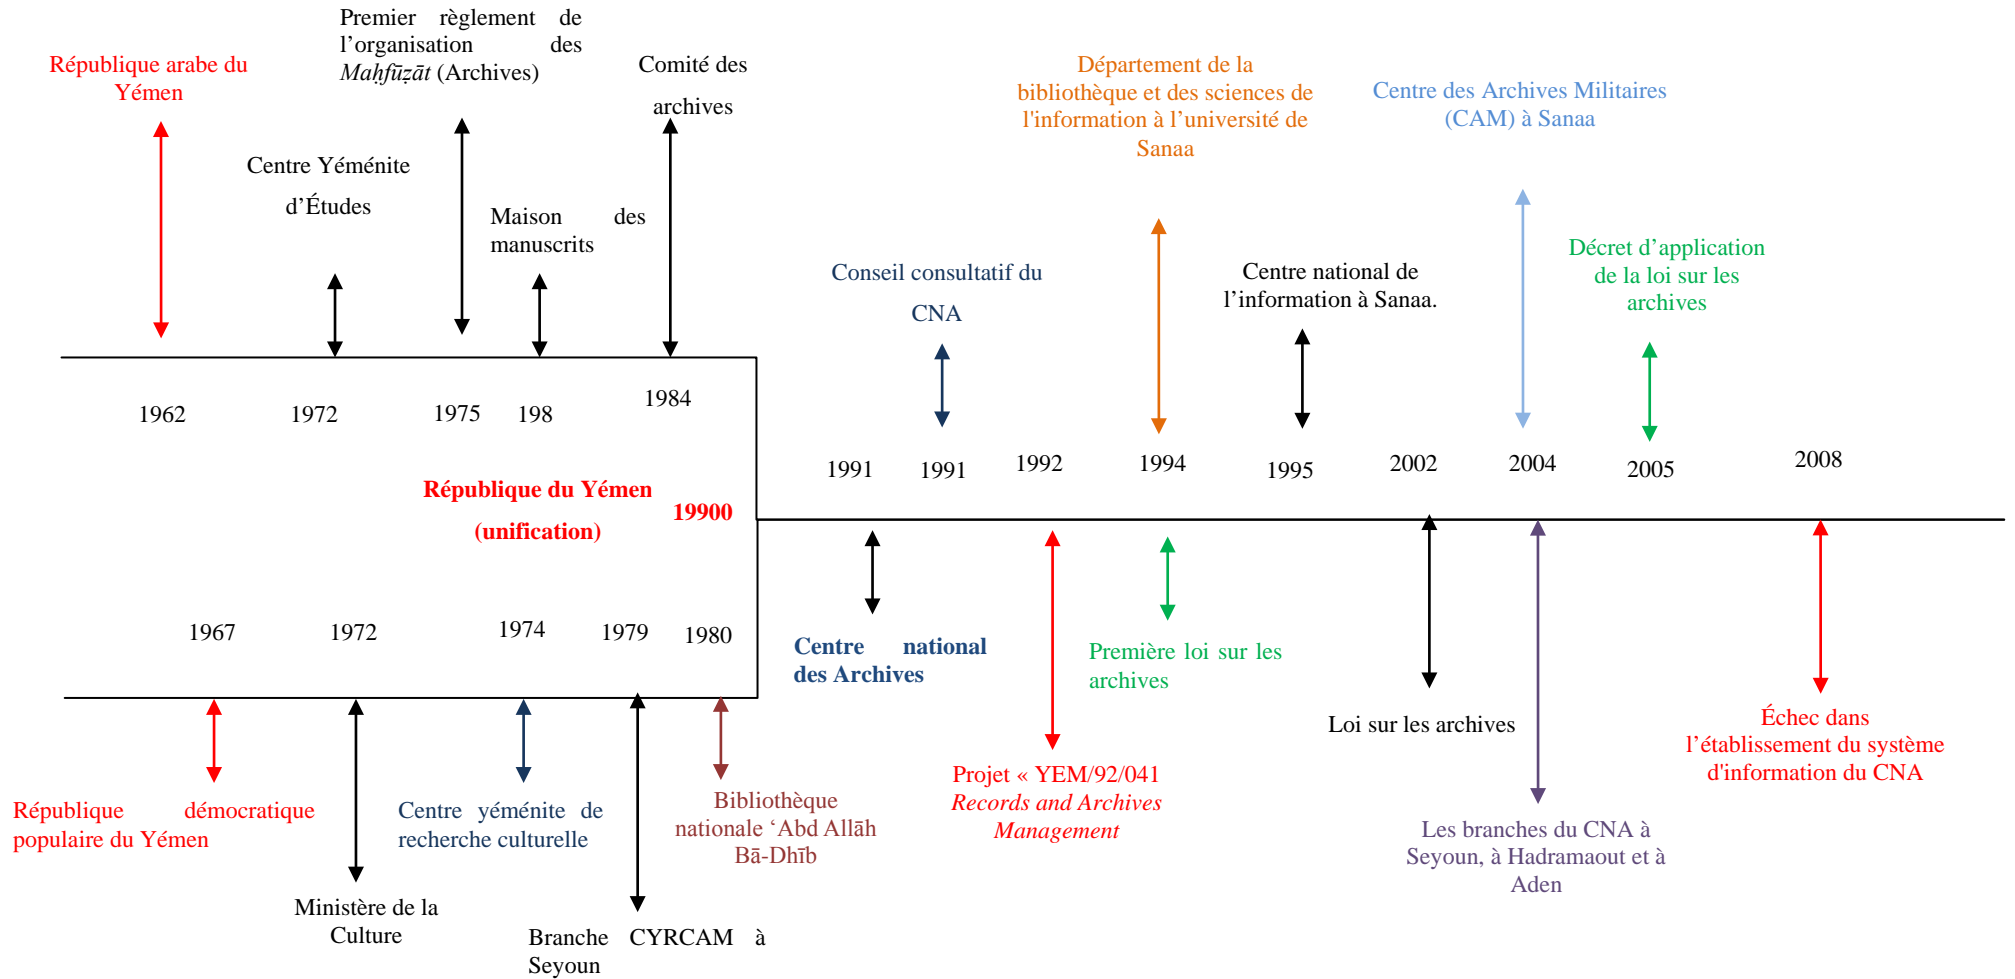 Premier règlement de
l’organisation des
Maḥfūẓāt (Archives)
République arabe du
Yémen
Comité des
archives
Centre Yéménite
d’Études
Maison des
manuscrits
Département de la
bibliothèque et des sciences de
l'information à l’université de
Sanaa
Centre des Archives Militaires
(CAM) à Sanaa
Conseil consultatif du
CNA
Centre national de
l’information à Sanaa.
Décret d’application
de la loi sur les
archives
1962
1972
1975
198
1984
1991
1991
1992
1994
1995
2002
2004
2005
2008
République du Yémen
(unification)
19900
1967
1972
1974
1979
1980
Centre national
des Archives
Première loi sur les
archives
Loi sur les archives
Échec dans
l’établissement du système
d'information du CNA
République démocratique
populaire du Yémen
Centre yéménite de
recherche culturelle
Bibliothèque
nationale ‘Abd Allāh
Bā-Dhīb
Projet « YEM/92/041
Records and Archives
Management
Les branches du CNA à
Seyoun, à Hadramaout et à
Aden
Ministère de la
Culture
Branche CYRCAM à
Seyoun